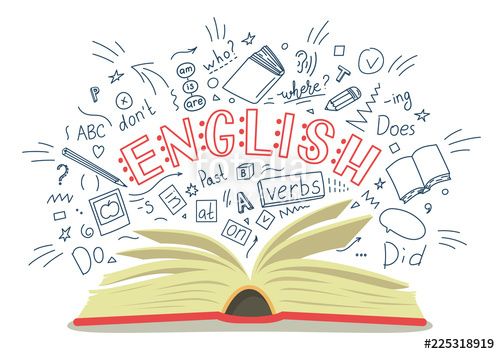 who?
am
is
are
where?
P
don't
T
-ing
ABC
ENGLISH
Does
?
Past
B
verbs
-s
A
at
on
Do
Did
#225318919